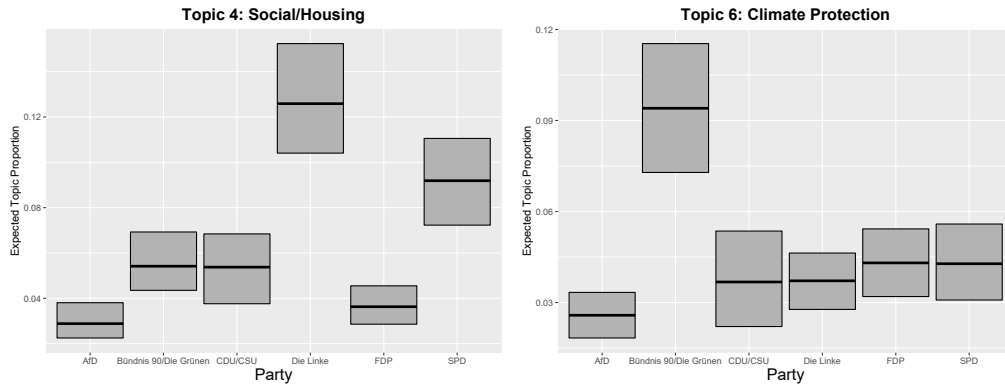 Topic 4: Social/Housing
Expected Topic Proportion
0.12
0.08
0.04
AfD
Bündnis 90/Die Grünen
CDU/CSU
Die Linke
FDP
SPD
Party
Topic 6: Climate Protection
Expected Topic Proportion
0.12
0.09
0.06
0.03
AfD
Bündnis 90/Die Grünen
CDU/CSU
Die Linke
FDP
SPD
Party